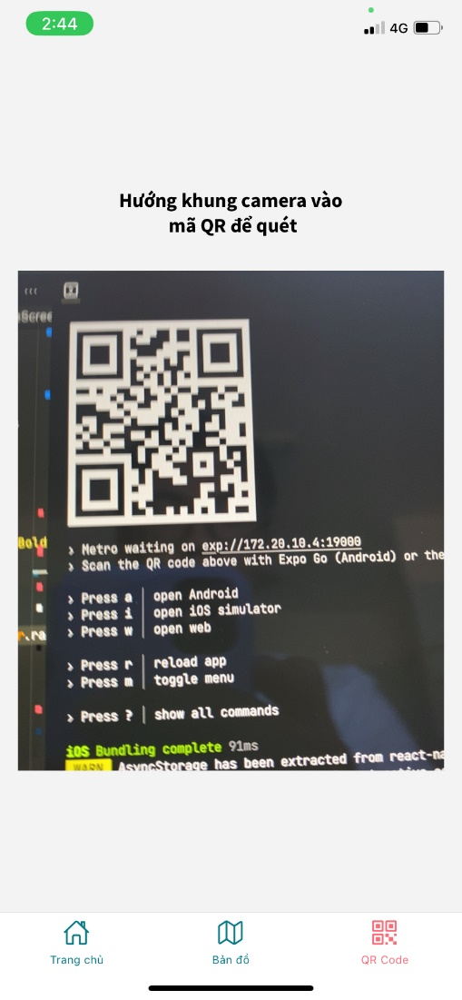 2:44
4G
Hướng khung camera vào
mã QR để quét
› Metro waiting on exp://172.20.10.4:19000
› Scan the QR code above with Expo Go (Android) or the
› Press a │ open Android
› Press i │ open iOS simulator
› Press w │ open web
› Press r │ reload app
› Press m │ toggle menu
› Press ? │ show all commands
iOS Bundling complete 91ms
WARN AsyncStorage has been extracted from react-na
Bold
Trang chủ
Bản đồ
QR Code